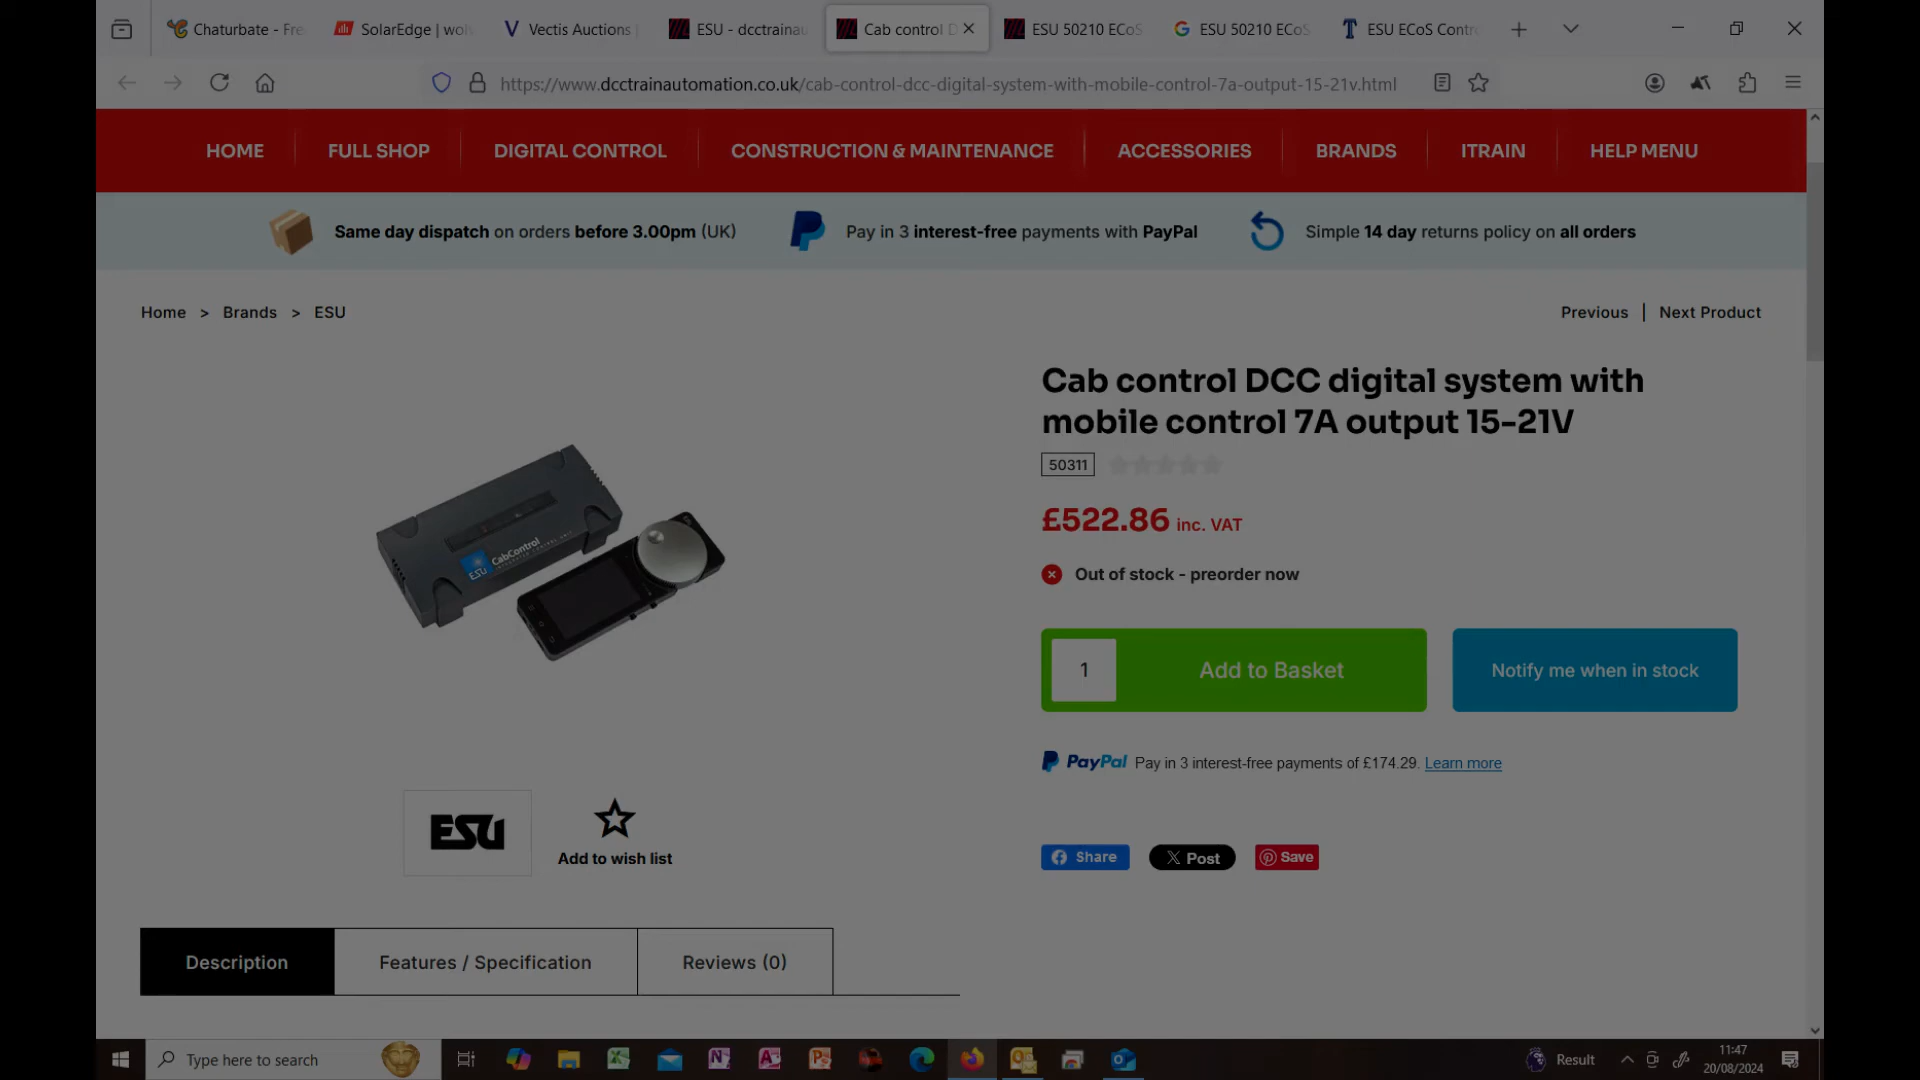 Chaturbate - Fre
SolarEdge | wo
Vectis Auctions
ESU - dcctrainau
Cab control D
ESU 50210 ECoS
ESU 50210 ECoS
ESU ECoS Contr
https://www.dcctrainautomation.co.uk/cab-control-dcc-digital-system-with-mobile-control-7a-output-15-21v.html
HOME
FULL SHOP
DIGITAL CONTROL
CONSTRUCTION & MAINTENANCE
ACCESSORIES
BRANDS
ITRAIN
HELP MENU
Same day dispatch on orders before 3.00pm (UK)
Pay in 3 interest-free payments with PayPal
Simple 14 day returns policy on all orders
Home > Brands > ESU
Previous | Next Product
Cab control DCC digital system with
mobile control 7A output 15-21V
50311
£522.86 inc. VAT
Out of stock - preorder now
1
Add to Basket
Notify me when in stock
PayPal Pay in 3 interest-free payments of £174.29. Learn more
ESU CabControl
ESU
Add to wish list
Share
Post
Save
Description
Features / Specification
Reviews (0)
Type here to search
Result
11:47
20/08/2024